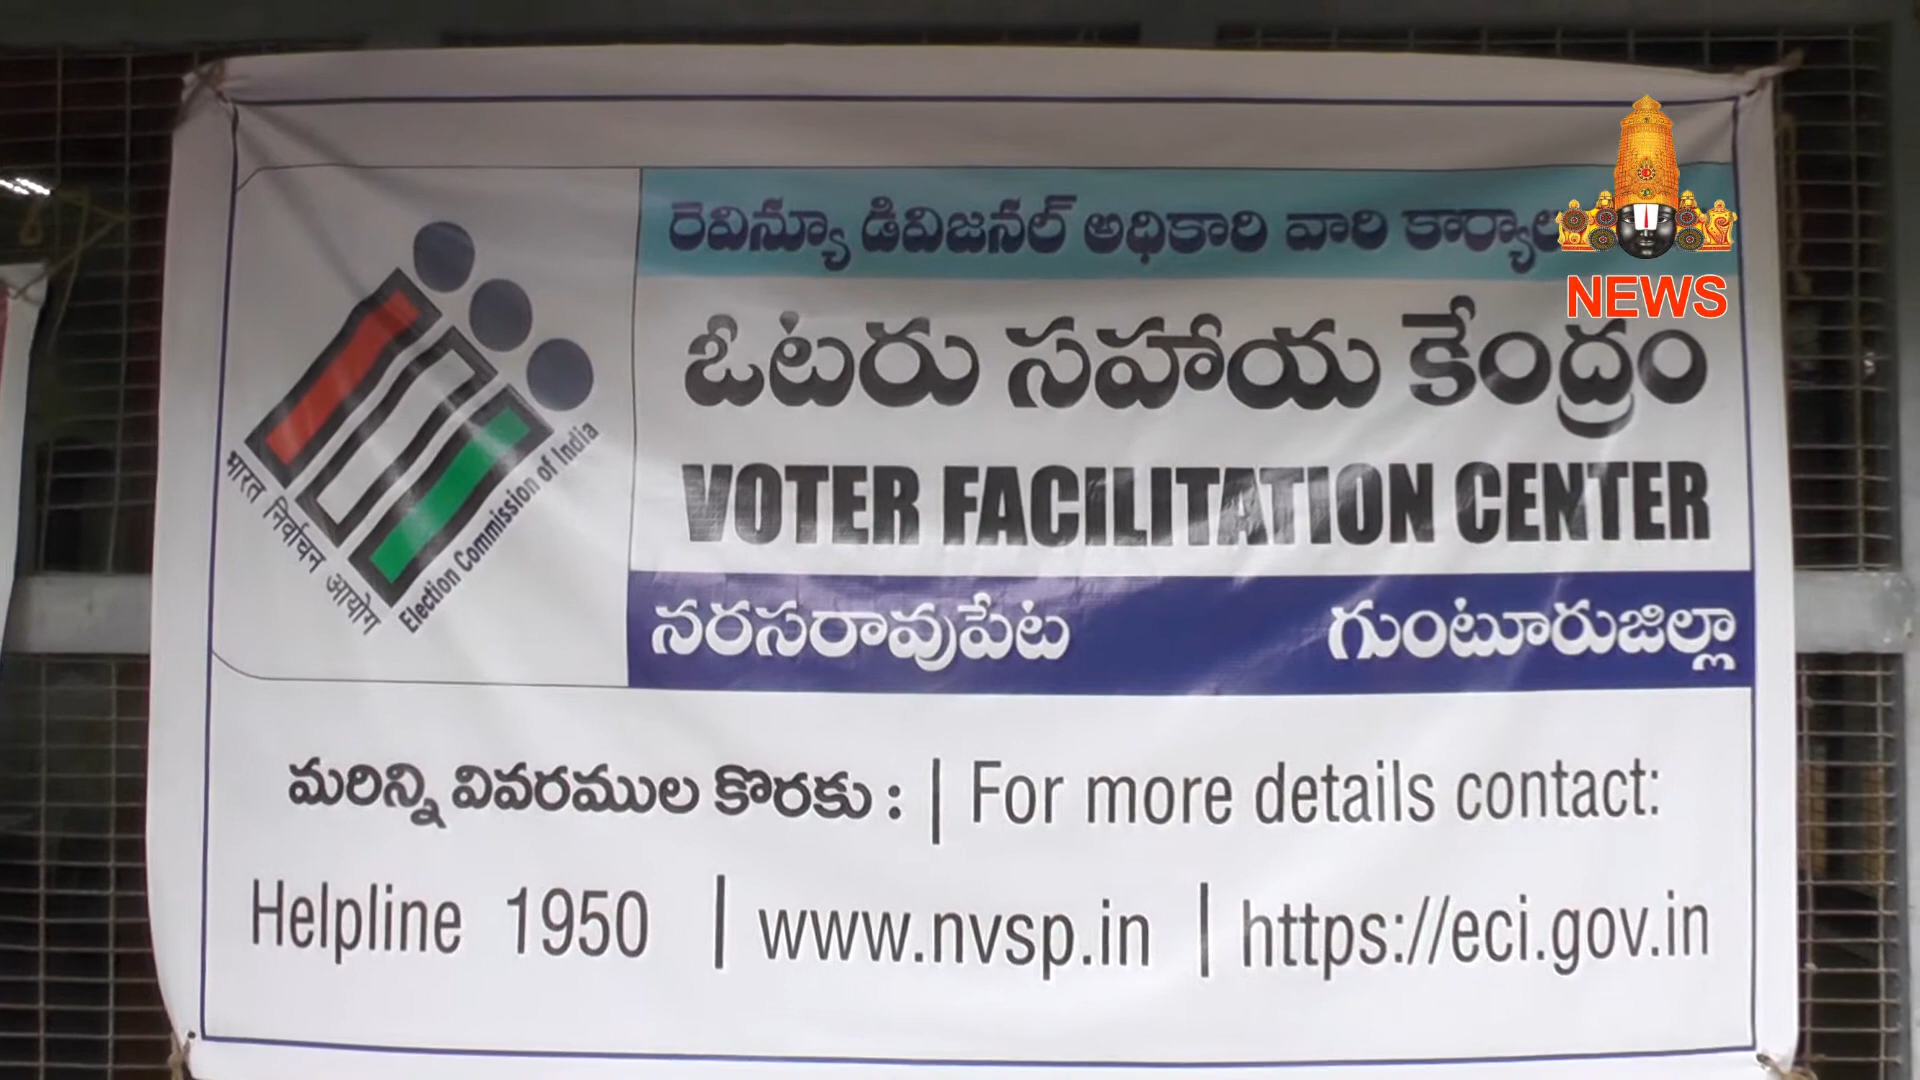 రెవిన్యూ డివిజనల్ అధికారి వారి
NEWS
ఓటరు సహాయ కేంద్రం
VOTER FACILITATION CENTER
భారత निर्वाचन आयोग
Election Commission of India
నరసరావుపేట గుంటూరుజిల్లా
మరిన్ని వివరముల కొరకు : | For more details contact:
Helpline 1950 | www.nvsp.in | https://eci.gov.in